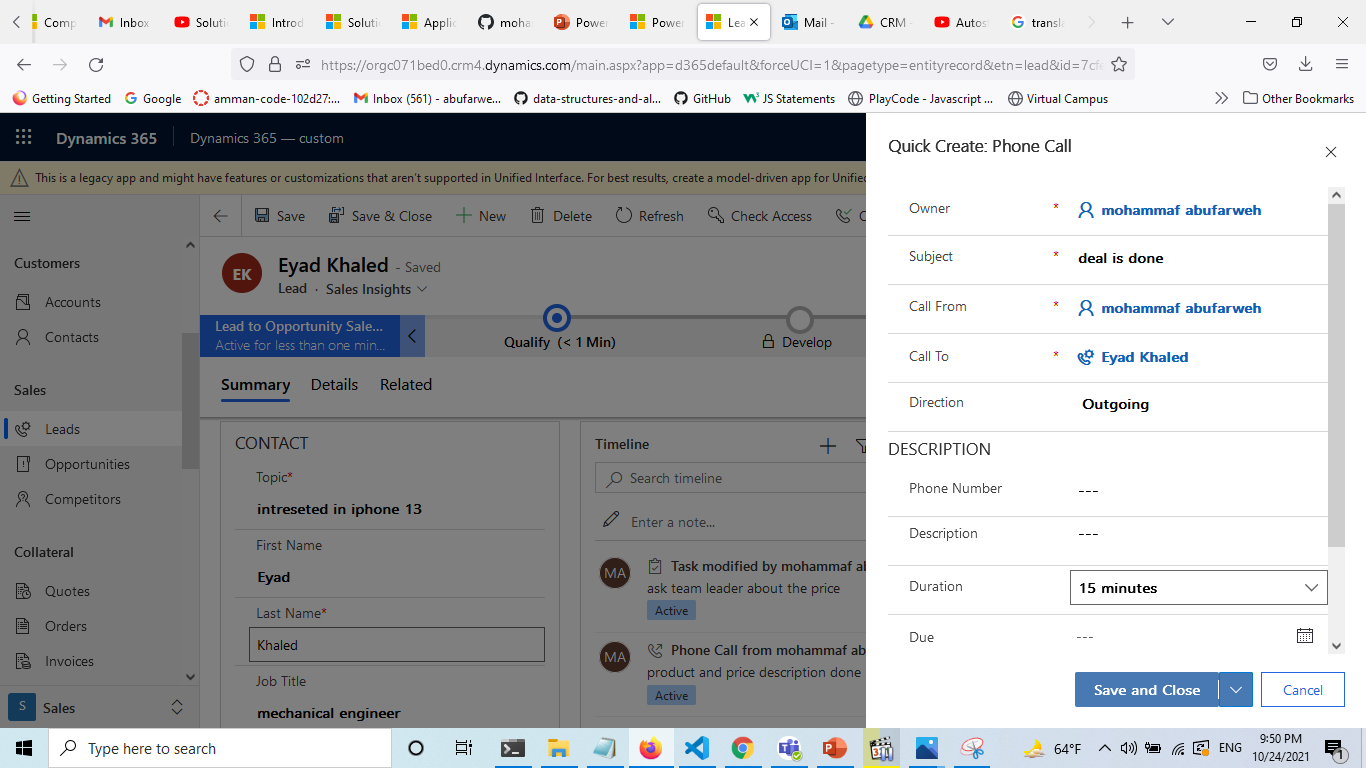 Comp
Inbox
Soluti
Introd
Solutio
Applic
moha
Power
Power
Lea
Mail -
CRM -
Autos
transl
https://orgc071bed0.crm4.dynamics.com/main.aspx?app=d365default&forceUCI=1&pagetype=entityrecord&etn=lead&id=7cfe
Getting Started
Google
amman-code-102d27:...
Inbox (561) - abufarwe...
data-structures-and-al...
GitHub
JS Statements
PlayCode - Javascript ...
Virtual Campus
Other Bookmarks
Dynamics 365
Dynamics 365 — custom
This is a legacy app and might have features or customizations that aren't supported in Unified Interface. For best results, create a model-driven app for Unifie
Save
Save & Close
New
Delete
Refresh
Check Access
Customers
Accounts
Contacts
Sales
Leads
Opportunities
Competitors
Collateral
Quotes
Orders
Invoices
S
Sales
EK
Eyad Khaled - Saved
Lead · Sales Insights
Lead to Opportunity Sale...
Active for less than one min...
Qualify (< 1 Min)
Develop
Summary
Details
Related
CONTACT
Topic*
intreseted in iphone 13
First Name
Eyad
Last Name*
Khaled
Job Title
mechanical engineer
Timeline
Search timeline
Enter a note...
MA
Task modified by mohammaf ab
ask team leader about the price
Active
MA
Phone Call from mohammaf ab
product and price description done
Active
Quick Create: Phone Call
Owner * mohammaf abufarweh
Subject * deal is done
Call From * mohammaf abufarweh
Call To * Eyad Khaled
Direction Outgoing
DESCRIPTION
Phone Number ---
Description ---
Duration 15 minutes
Due ---
Save and Close
Cancel
Type here to search
64°F
ENG
9:50 PM
10/24/2021
1